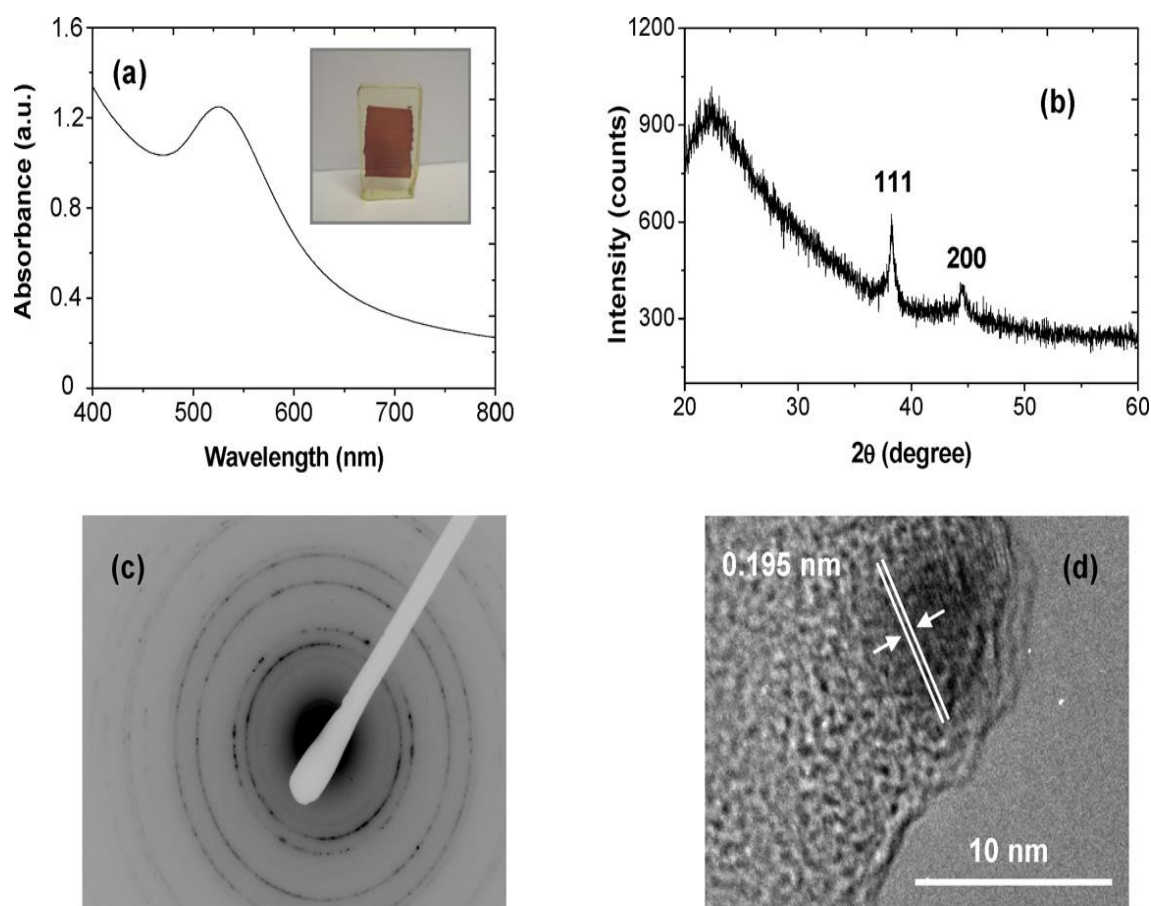 (a)
1.6
1.2
0.8
0.4
0
Absorbance (a.u.)
400 500 600 700 800
Wavelength (nm)
(b)
1200
900
600
300
111
200
Intensity (counts)
20 30 40 50 60
2θ (degree)
(c)
0.195 nm
(d)
10 nm